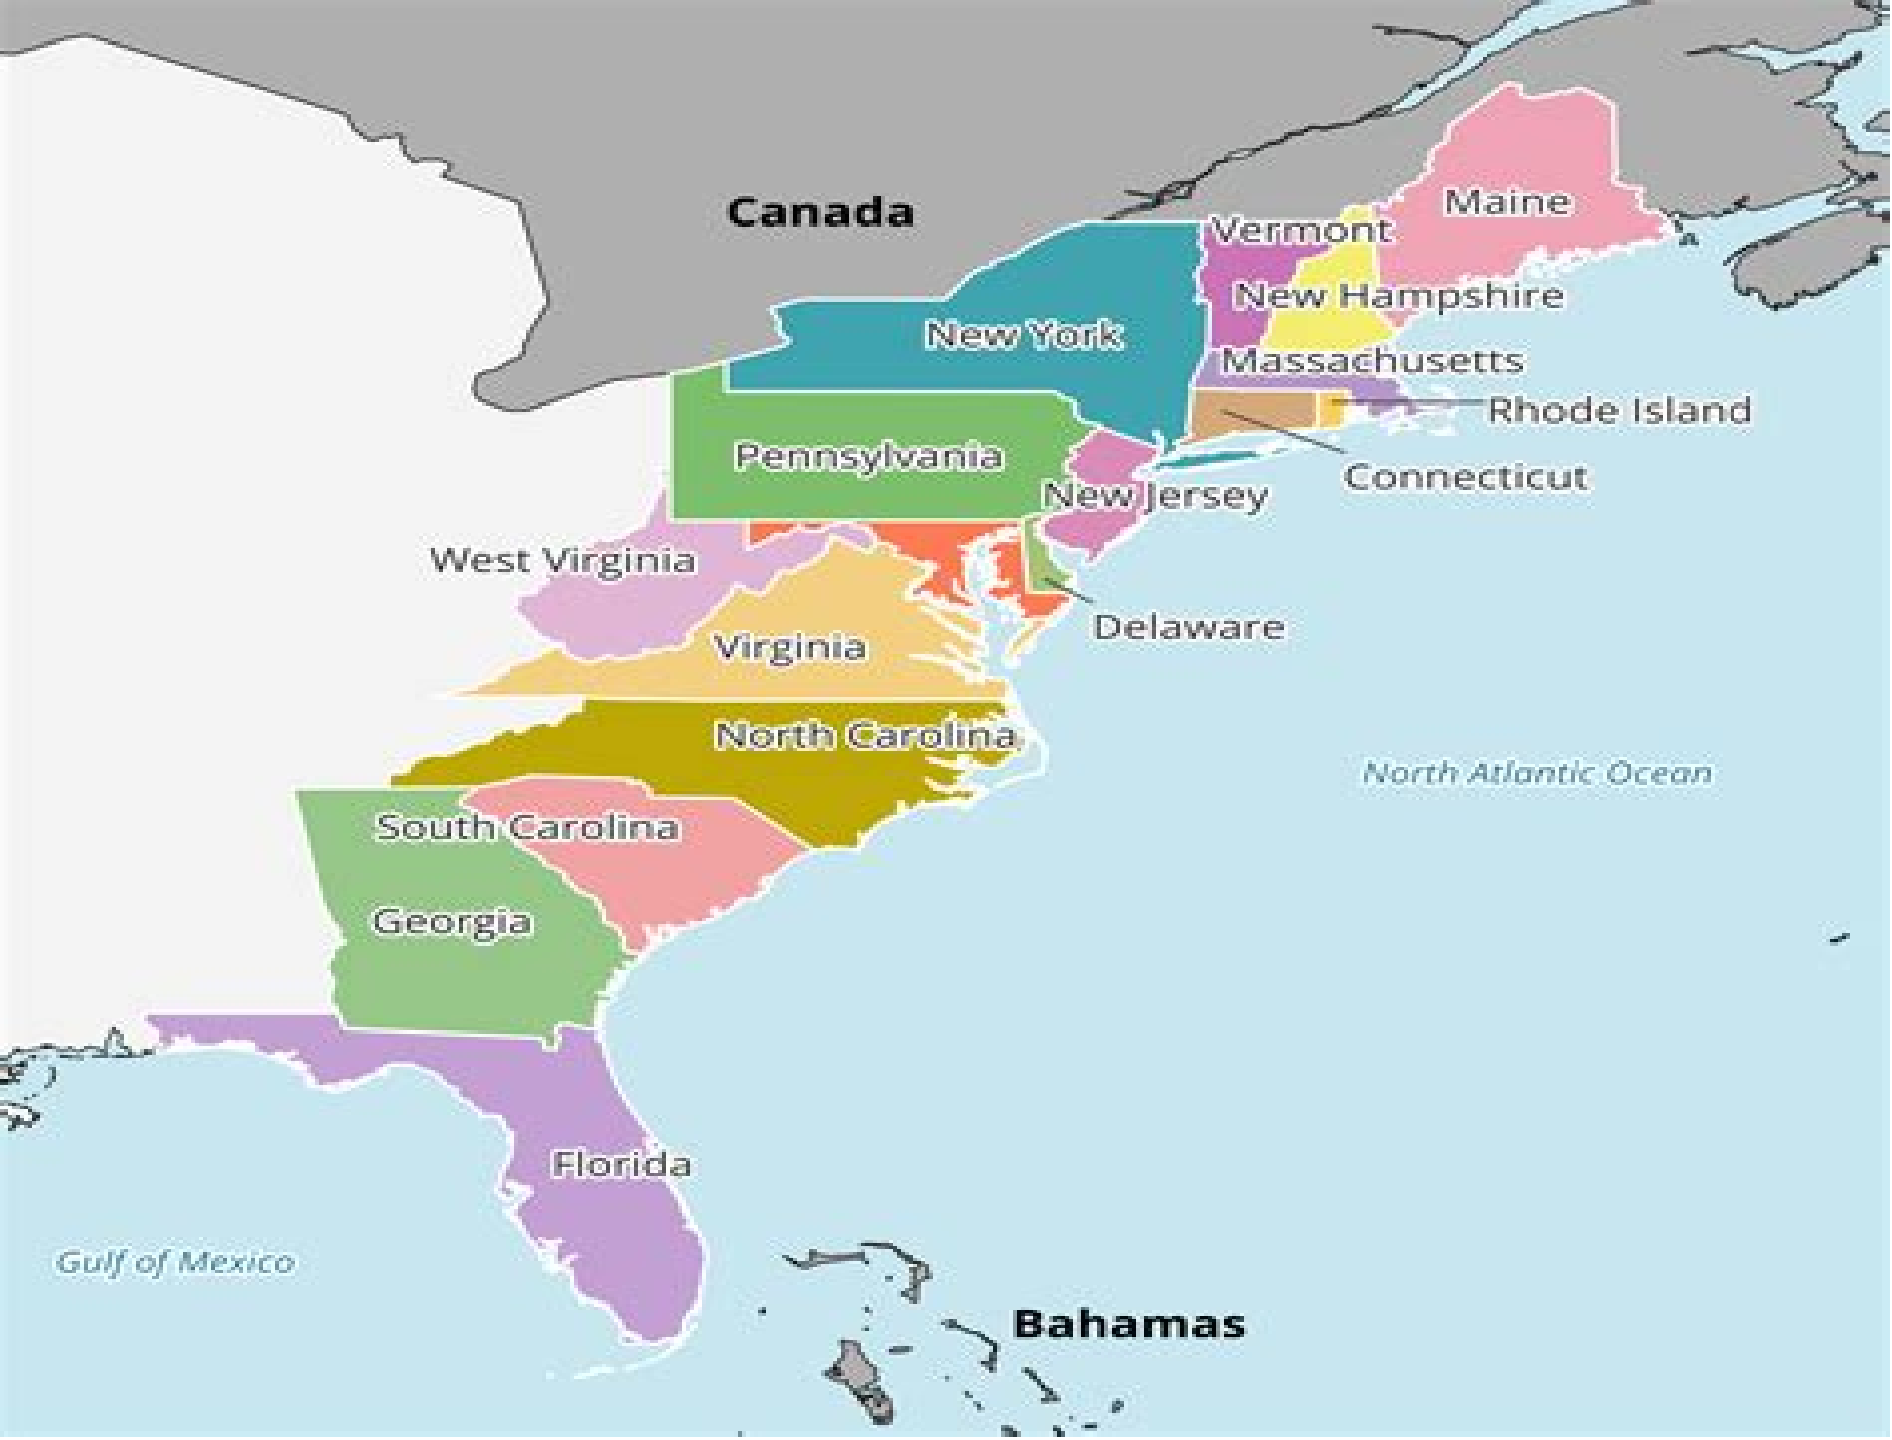 Canada
Maine
Vermont
New Hampshire
New York
Massachusetts
Rhode Island
Pennsylvania
Connecticut
New Jersey
West Virginia
Delaware
Virginia
North Carolina
North Atlantic Ocean
South Carolina
Georgia
Florida
Gulf of Mexico
Bahamas